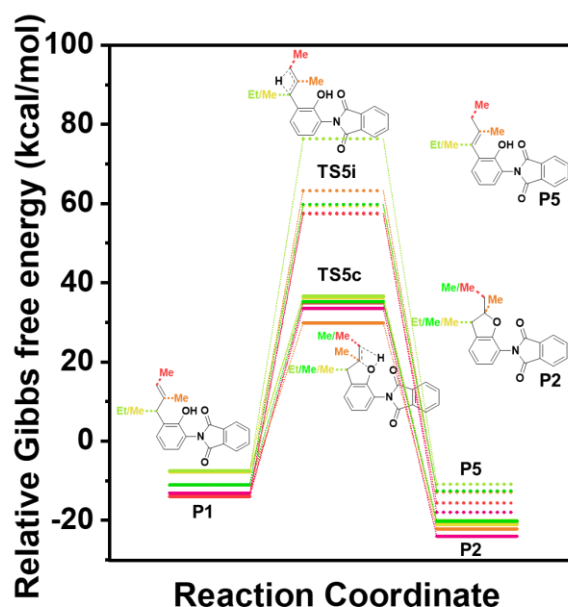 Relative Gibbs free energy (kcal/mol)
100
80
60
40
20
0
-20
Me
H
Me
Et/Me
OH
O
N
O
TS5i
Me
Me
Et/Me
OH
O
N
O
P5
TS5c
Me/Me
Me
H
O
Et/Me/Me
O
N
O
Me/Me
Me
Et/Me/Me
O
O
N
O
P2
Me
Me
Et/Me
OH
O
N
O
P1
P5
P2
Reaction Coordinate